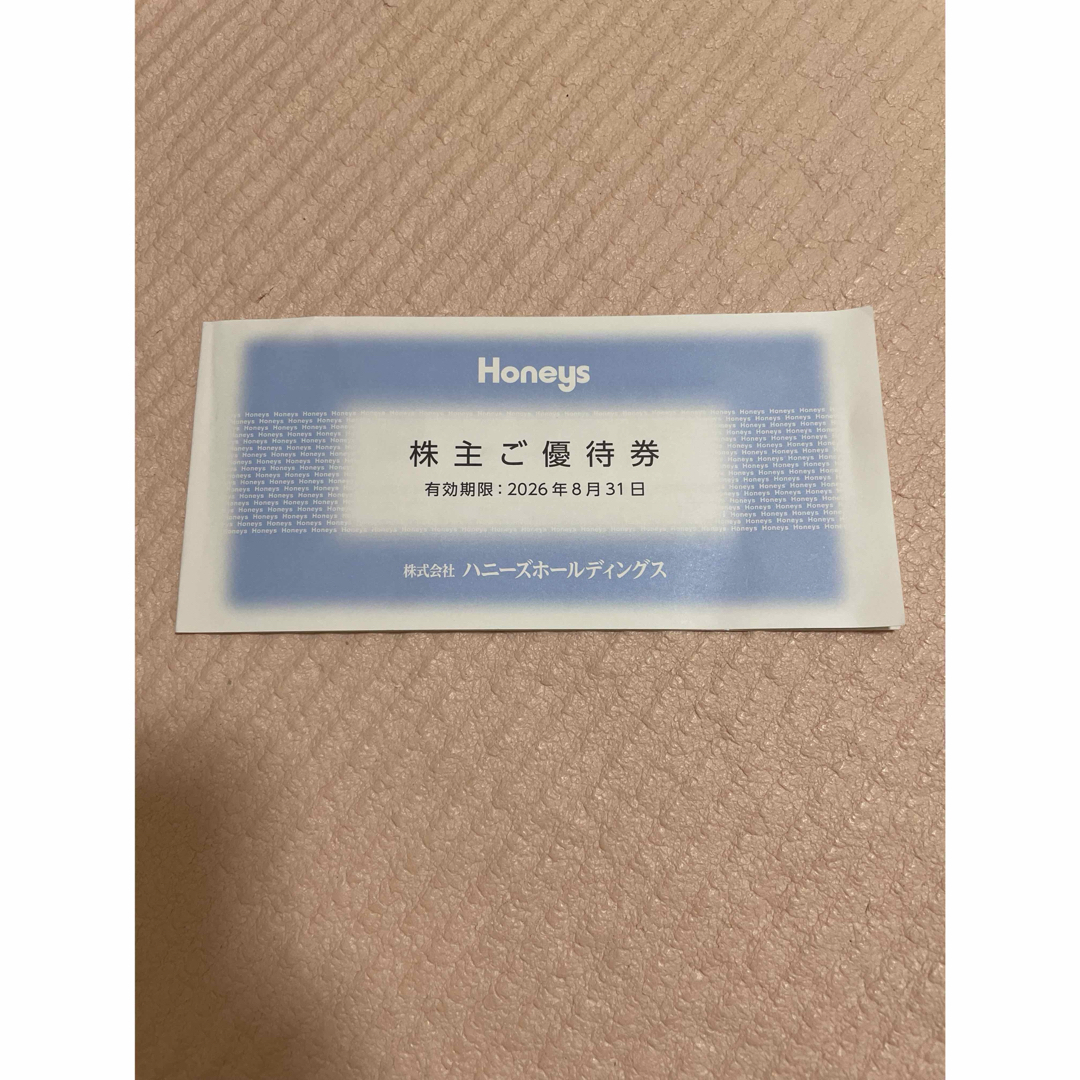 Honeys
株主ご優待券
有効期限：2026年8月31日
株式会社 ハニーズホールディングス